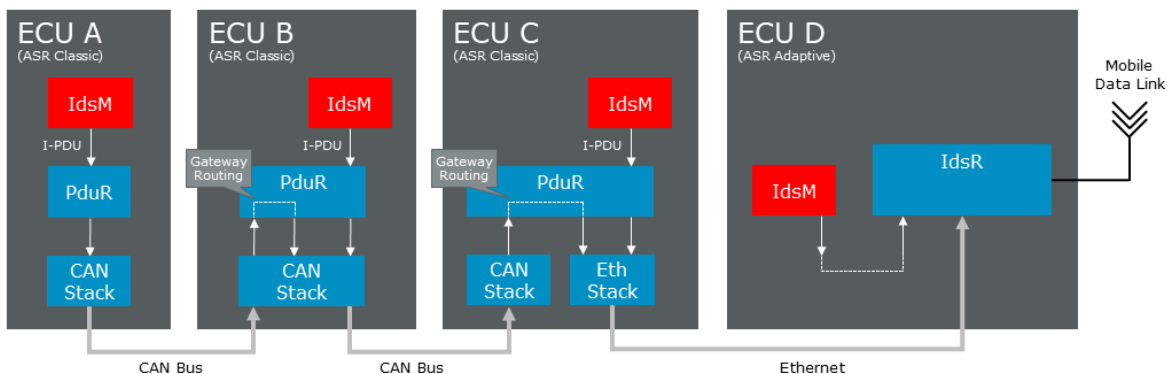 ECU A
(ASR Classic)
IdsM
I-PDU
PduR
CAN
Stack
ECU B
(ASR Classic)
IdsM
I-PDU
Gateway
Routing
PduR
CAN
Stack
ECU C
(ASR Classic)
IdsM
I-PDU
Gateway
Routing
PduR
CAN
Stack
Eth
Stack
ECU D
(ASR Adaptive)
IdsM
IdsR
Mobile
Data Link
CAN Bus
CAN Bus
Ethernet